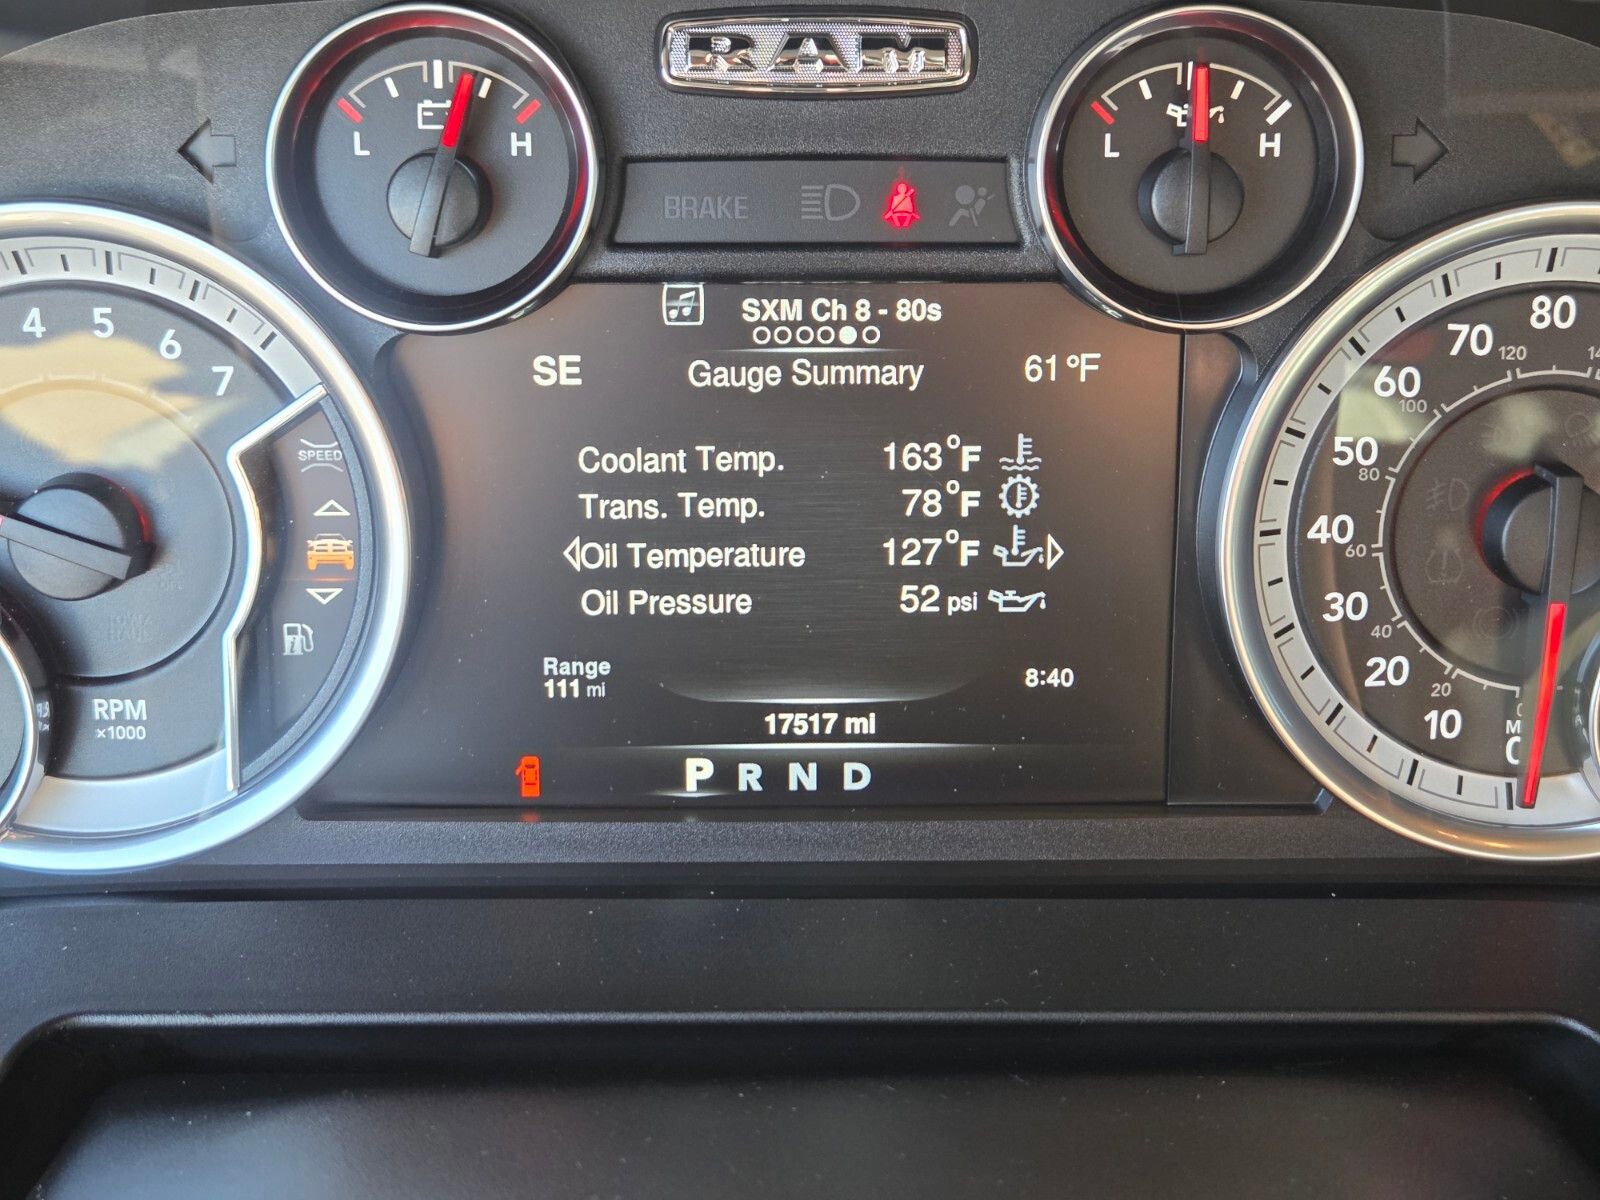 RAM
L H
L H
BRAKE
SXM Ch 8 - 80s
SE Gauge Summary 61°F
Coolant Temp. 163°F
Trans. Temp. 78°F
Oil Temperature 127°F
Oil Pressure 52 psi
Range
111 mi
8:40
17517 mi
P R N D
4 5 6 7
SPEED
RPM
×1000
80
70
60
50
40
30
20
10
0
120
100
80
60
40
20